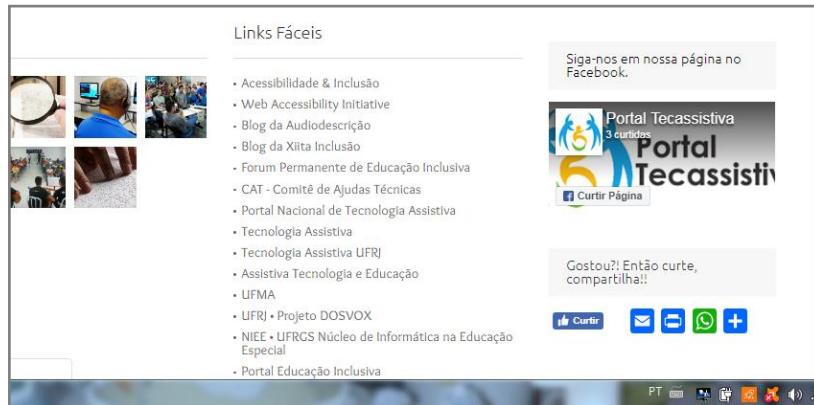 Links Fáceis
• Acessibilidade & Inclusão
• Web Accessibility Initiative
• Blog da Audiodescrição
• Blog da Xiita Inclusão
• Forum Permanente de Educação Inclusiva
• CAT - Comitê de Ajudas Técnicas
• Portal Nacional de Tecnologia Assistiva
• Tecnologia Assistiva
• Tecnologia Assistiva UFRJ
• Assistiva Tecnologia e Educação
• UFMA
• UFRJ • Projeto DOSVOX
• NIEE • UFRGS Núcleo de Informática na Educação
Especial
• Portal Educação Inclusiva
Siga-nos em nossa página no
Facebook.
Portal Tecassistiva
3 curtidas
Portal
Tecassistiv
Curtir Página
Gostou?! Então curte,
compartilha!!
Curtir
PT